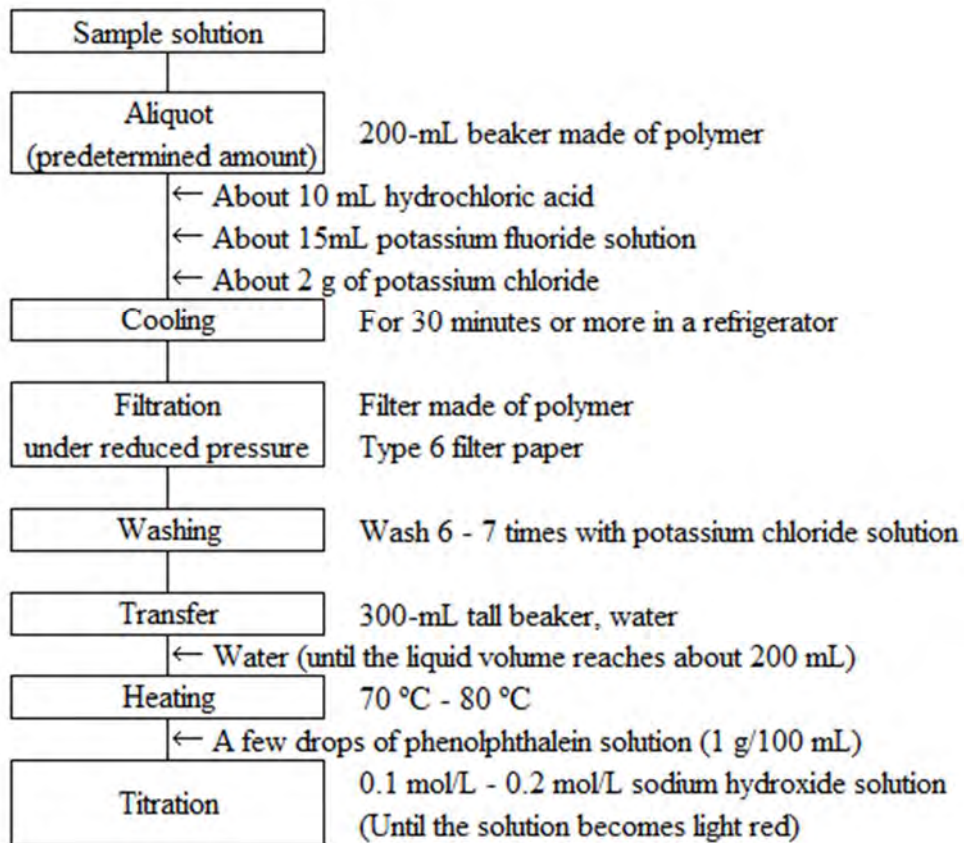 Sample solution
Aliquot
(predetermined amount)
200-mL beaker made of polymer
← About 10 mL hydrochloric acid
← About 15mL potassium fluoride solution
← About 2 g of potassium chloride
Cooling
For 30 minutes or more in a refrigerator
Filtration
under reduced pressure
Filter made of polymer
Type 6 filter paper
Washing
Wash 6 - 7 times with potassium chloride solution
Transfer
300-mL tall beaker, water
← Water (until the liquid volume reaches about 200 mL)
Heating
70 ºC - 80 ºC
← A few drops of phenolphthalein solution (1 g/100 mL)
Titration
0.1 mol/L - 0.2 mol/L sodium hydroxide solution
(Until the solution becomes light red)